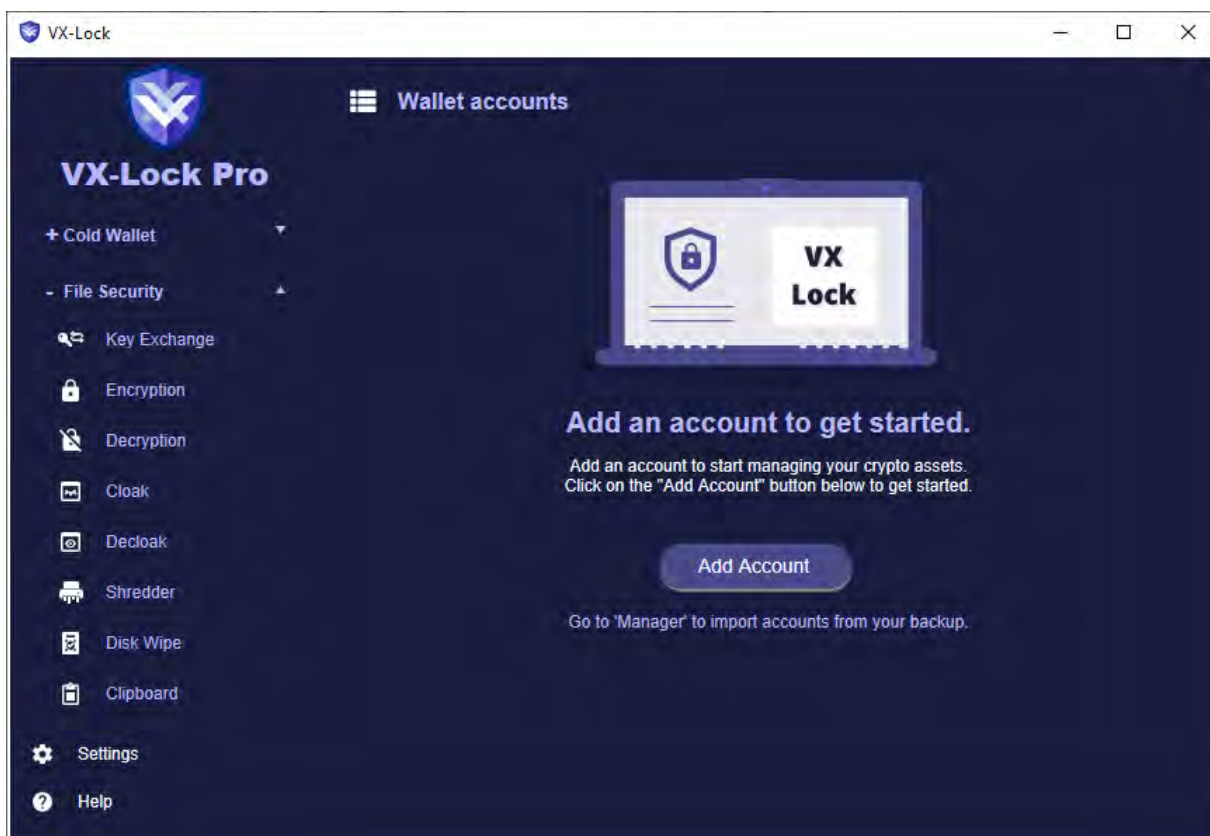 VX-Lock
VX-Lock Pro
+ Cold Wallet
- File Security
Key Exchange
Encryption
Decryption
Cloak
Decloak
Shredder
Disk Wipe
Clipboard
Settings
Help
Wallet accounts
VX
Lock
Add an account to get started.
Add an account to start managing your crypto assets.
Click on the "Add Account" button below to get started.
Add Account
Go to 'Manager' to import accounts from your backup.